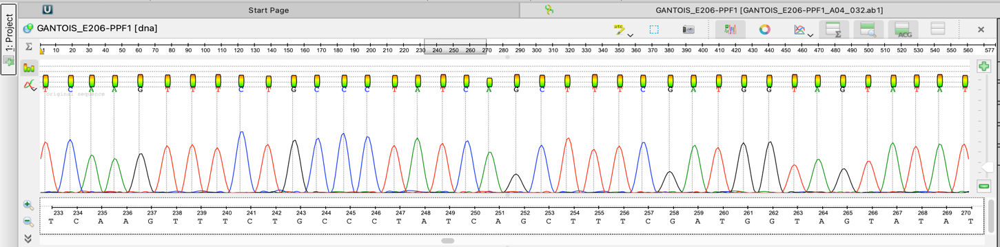 Start Page
GANTOIS_E206-PPF1 [GANTOIS_E206-PPF1_A04_032.ab1]
1: Project
GANTOIS_E206-PPF1 [dna]
ACG
Σ 1 10 20 30 40 50 60 70 80 90 100 110 120 130 140 150 160 170 180 190 200 210 220 230 240 250 260 270 280 290 300 310 320 330 340 350 360 370 380 390 400 410 420 430 440 450 460 470 480 490 500 510 520 530 540 550 560 577
T C A A G T T T C T G C C C T A T C A G C T T T C G A T G G T A G T A T A T
original sequence
233 234 235 236 237 238 239 240 241 242 243 244 245 246 247 248 249 250 251 252 253 254 255 256 257 258 259 260 261 262 263 264 265 266 267 268 269 270
T C A A G T T T C T G C C C T A T C A G C T T T C G A T G G T A G T A T A T